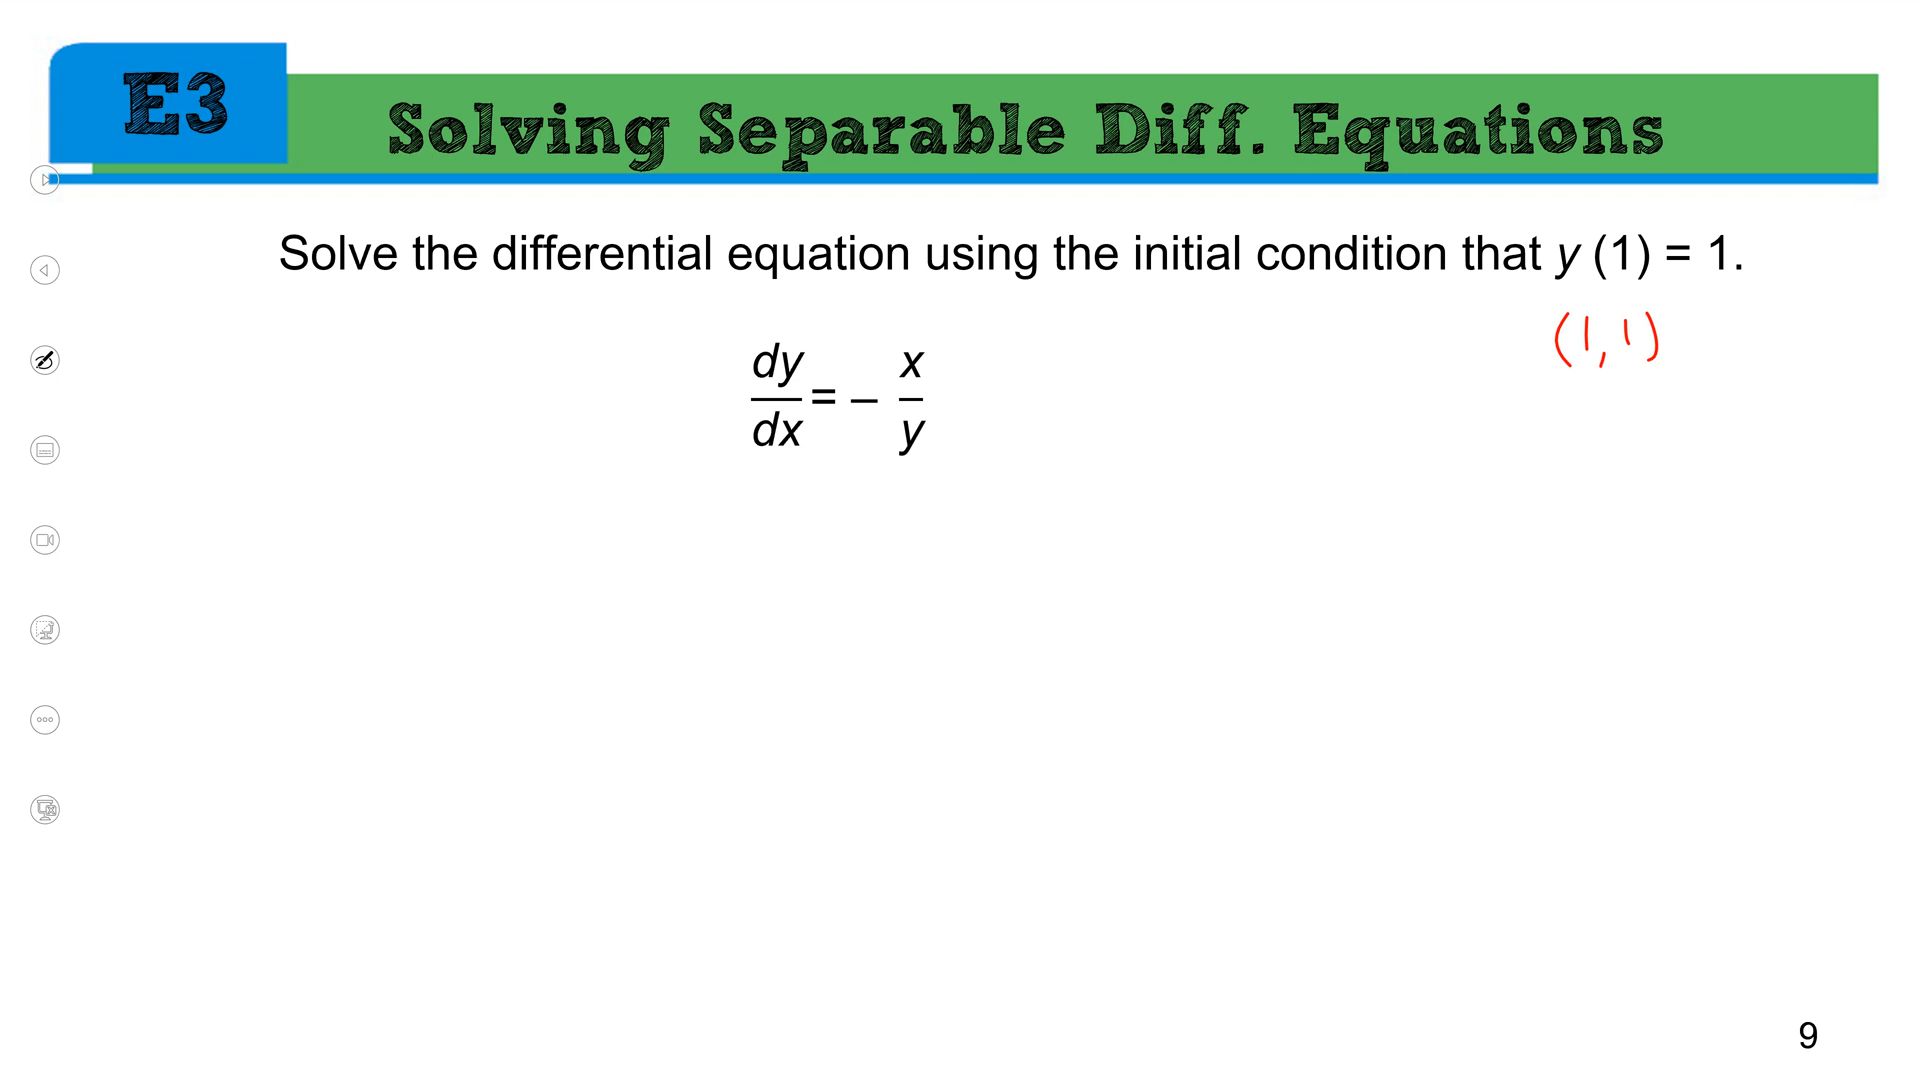 E3
Solving Separable Diff. Equations
Solve the differential equation using the initial condition that y (1) = 1.
(1, 1)
dy/dx = – x/y
9